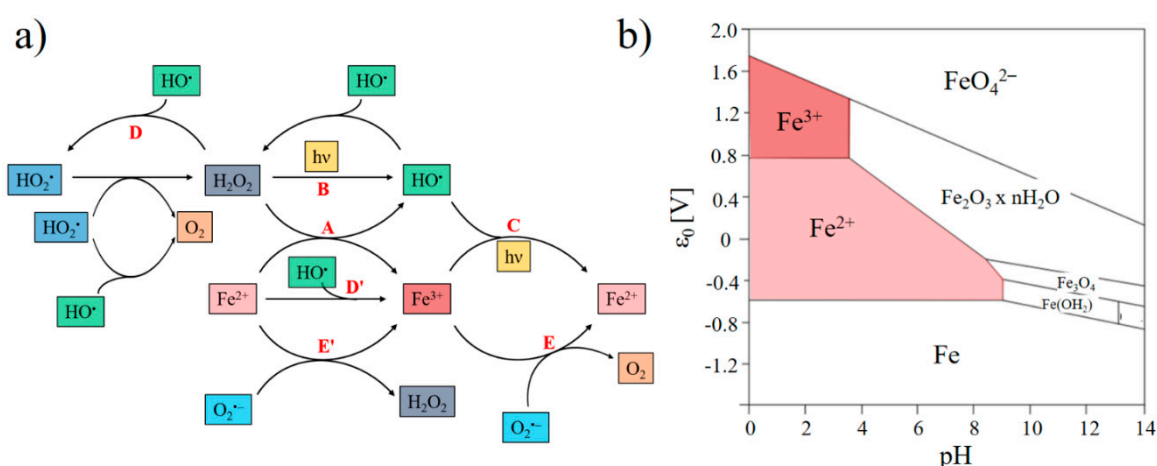 a)
HO•
HO•
D
hν
HO2•
H2O2
B
HO•
HO2•
O2
A
C
hν
HO•
HO•
D'
Fe2+
Fe3+
Fe2+
E'
E
O2
O2•−
H2O2
O2•−
b)
2.0
1.6
1.2
0.8
0.4
0
-0.4
-0.8
-1.2
ε0 [V]
FeO4 2−
Fe3+
Fe2O3 x nH2O
Fe2+
Fe3O4
Fe(OH2)
Fe
0 2 4 6 8 10 12 14
pH